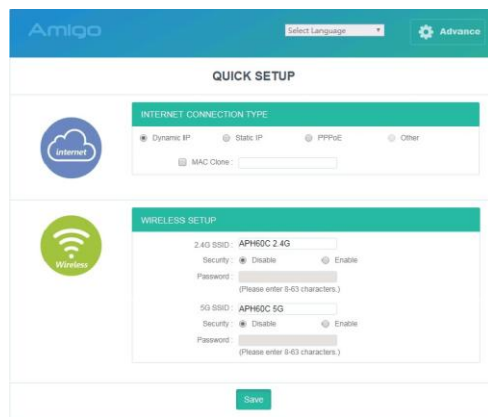 Amigo
Select Language
Advance
QUICK SETUP
internet
INTERNET CONNECTION TYPE
Dynamic IP Static IP PPPoE Other
MAC Clone :
Wireless
WIRELESS SETUP
2.4G SSID : APH60C 2.4G
Security : Disable Enable
Password :
(Please enter 8-63 characters.)
5G SSID : APH60C 5G
Security : Disable Enable
Password :
(Please enter 8-63 characters.)
Save